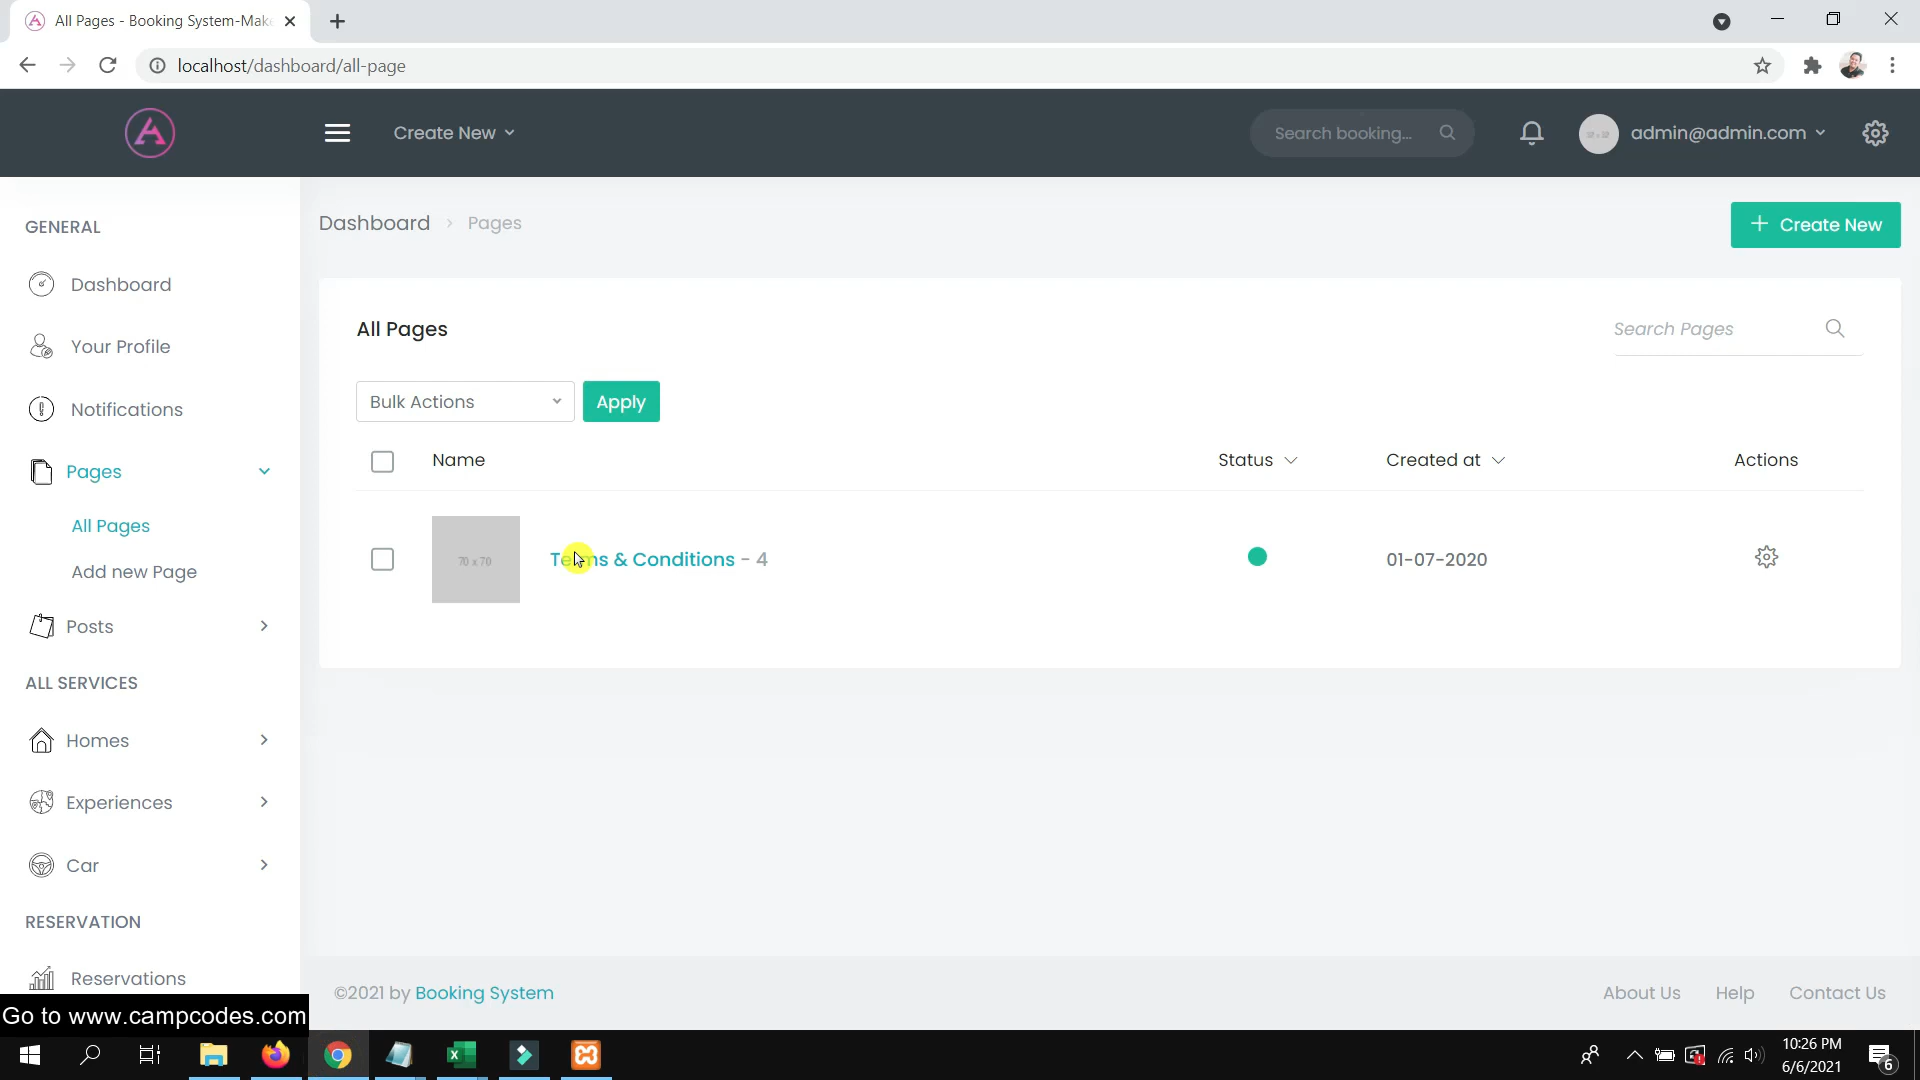 All Pages - Booking System-Make
localhost/dashboard/all-page
Create New
Search booking...
admin@admin.com
GENERAL
Dashboard
Your Profile
Notifications
Pages
All Pages
Add new Page
Posts
ALL SERVICES
Homes
Experiences
Car
RESERVATION
Reservations
Dashboard > Pages
+ Create New
All Pages
Search Pages
Bulk Actions
Apply
Name
Status
Created at
Actions
70 x 70
Terms & Conditions - 4
01-07-2020
©2021 by Booking System
About Us
Help
Contact Us
Go to www.campcodes.com
10:26 PM
6/6/2021
6